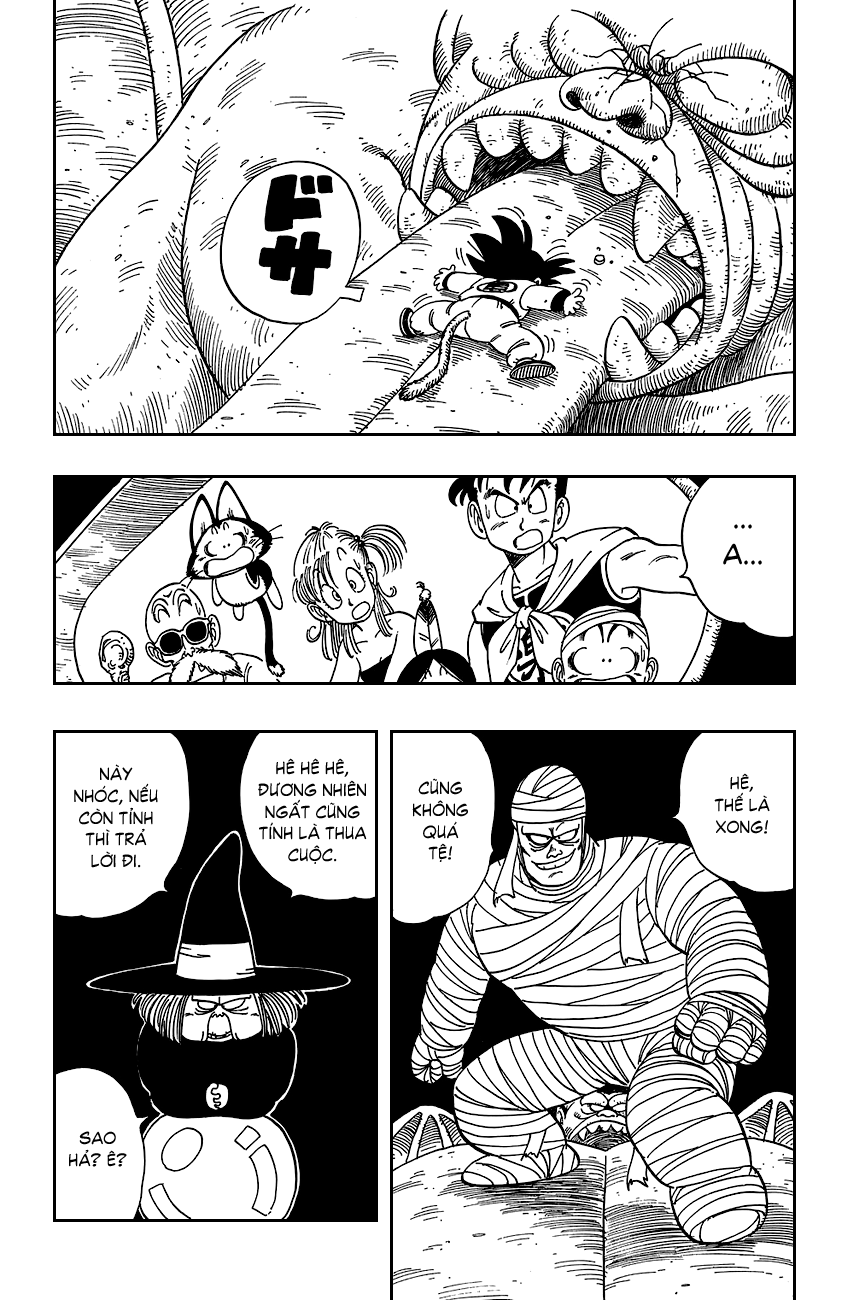 ドサ
...
A...
HÊ,
THẾ LÀ
XONG!
CŨNG
KHÔNG
QUÁ
TỆ!
HÊ HÊ HÊ,
ĐƯƠNG NHIÊN
NGẤT CŨNG
TÍNH LÀ THUA
CUỘC.
NÀY
NHÓC, NẾU
CÒN TỈNH
THÌ TRẢ
LỜI ĐI.
SAO
HẢ? Ê?